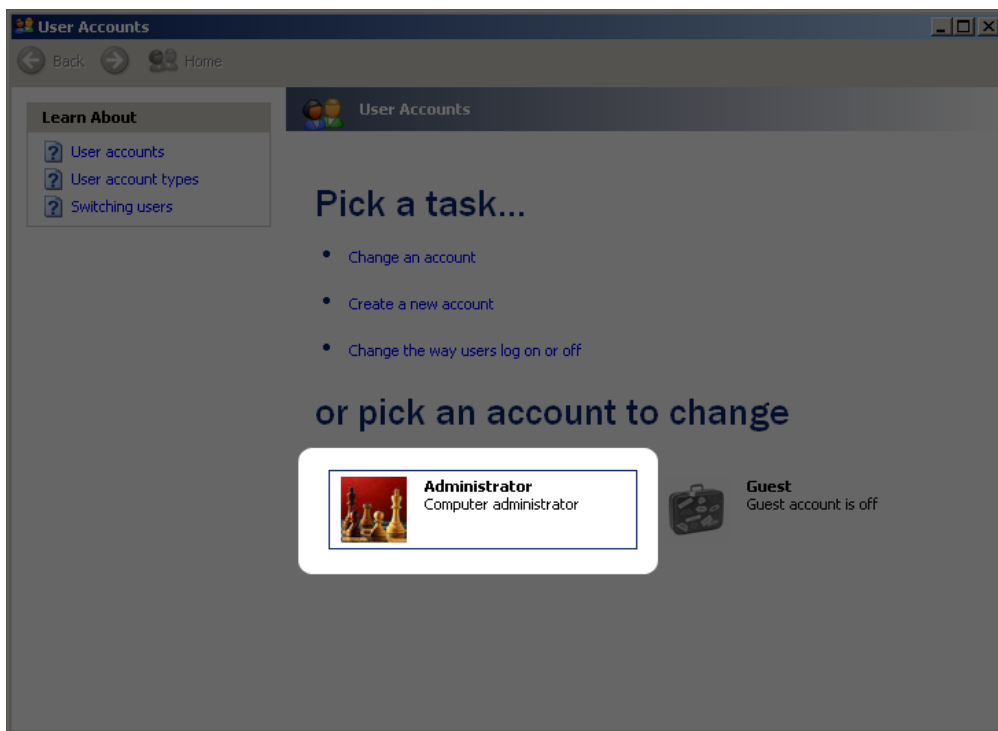 User Accounts
Back Home
Learn About
User accounts
User account types
Switching users
User Accounts
Pick a task...
Change an account
Create a new account
Change the way users log on or off
or pick an account to change
Administrator
Computer administrator
Guest
Guest account is off